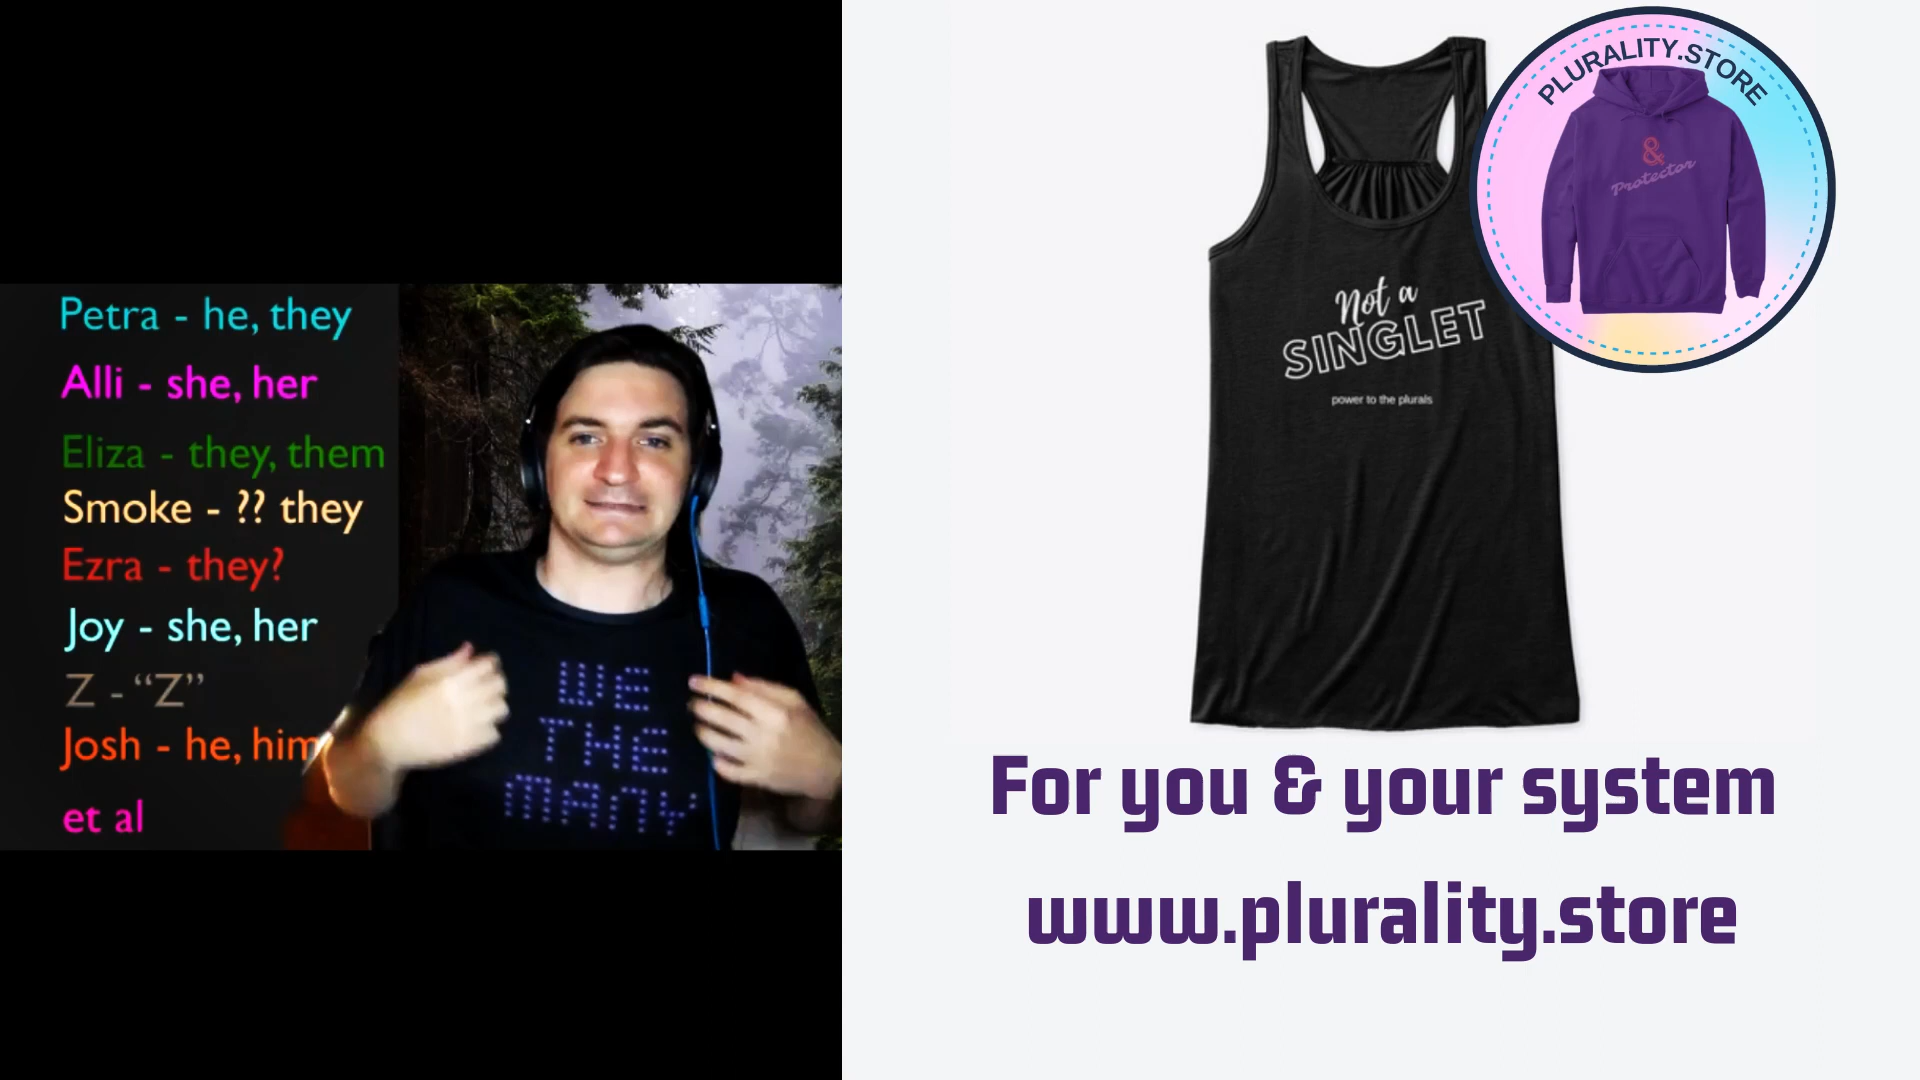 Petra - he, they
Alli - she, her
Eliza - they, them
Smoke - ?? they
Ezra - they?
Joy - she, her
Z - “Z”
Josh - he, him
et al
WE
THE
MANY
Not a
SINGLET
power to the plurals
PLURALITY.STORE
&
Protector
For you & your system
www.plurality.store